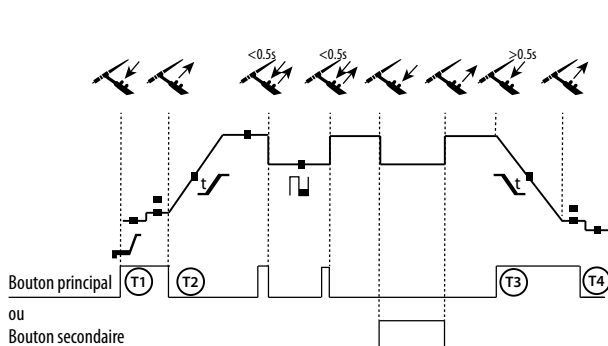 <0.5s <0.5s >0.5s
t t
Bouton principal T1 T2 T3 T4
ou
Bouton secondaire